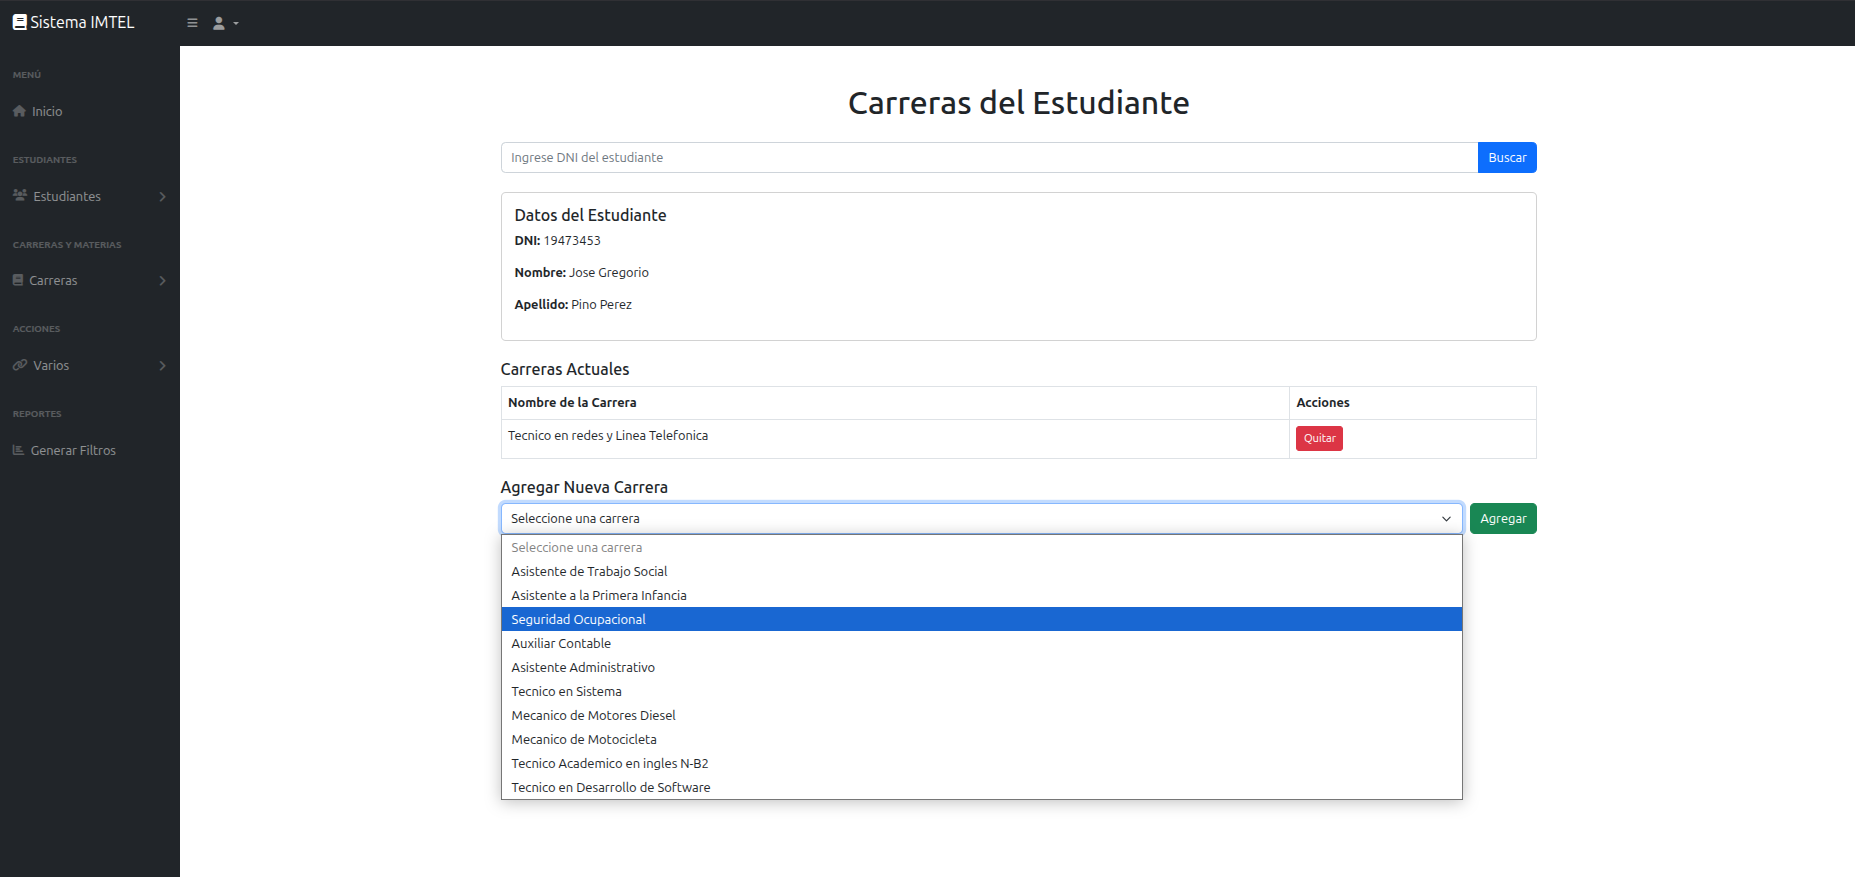 Sistema IMTEL
MENÚ
Inicio
ESTUDIANTES
Estudiantes
CARRERAS Y MATERIAS
Carreras
ACCIONES
Varios
REPORTES
Generar Filtros
Carreras del Estudiante
Ingrese DNI del estudiante
Buscar
Datos del Estudiante
DNI: 19473453
Nombre: Jose Gregorio
Apellido: Pino Perez
Carreras Actuales
Nombre de la Carrera Acciones
Tecnico en redes y Linea Telefonica Quitar
Agregar Nueva Carrera
Seleccione una carrera Agregar
Seleccione una carrera
Asistente de Trabajo Social
Asistente a la Primera Infancia
Seguridad Ocupacional
Auxiliar Contable
Asistente Administrativo
Tecnico en Sistema
Mecanico de Motores Diesel
Mecanico de Motocicleta
Tecnico Academico en ingles N-B2
Tecnico en Desarrollo de Software